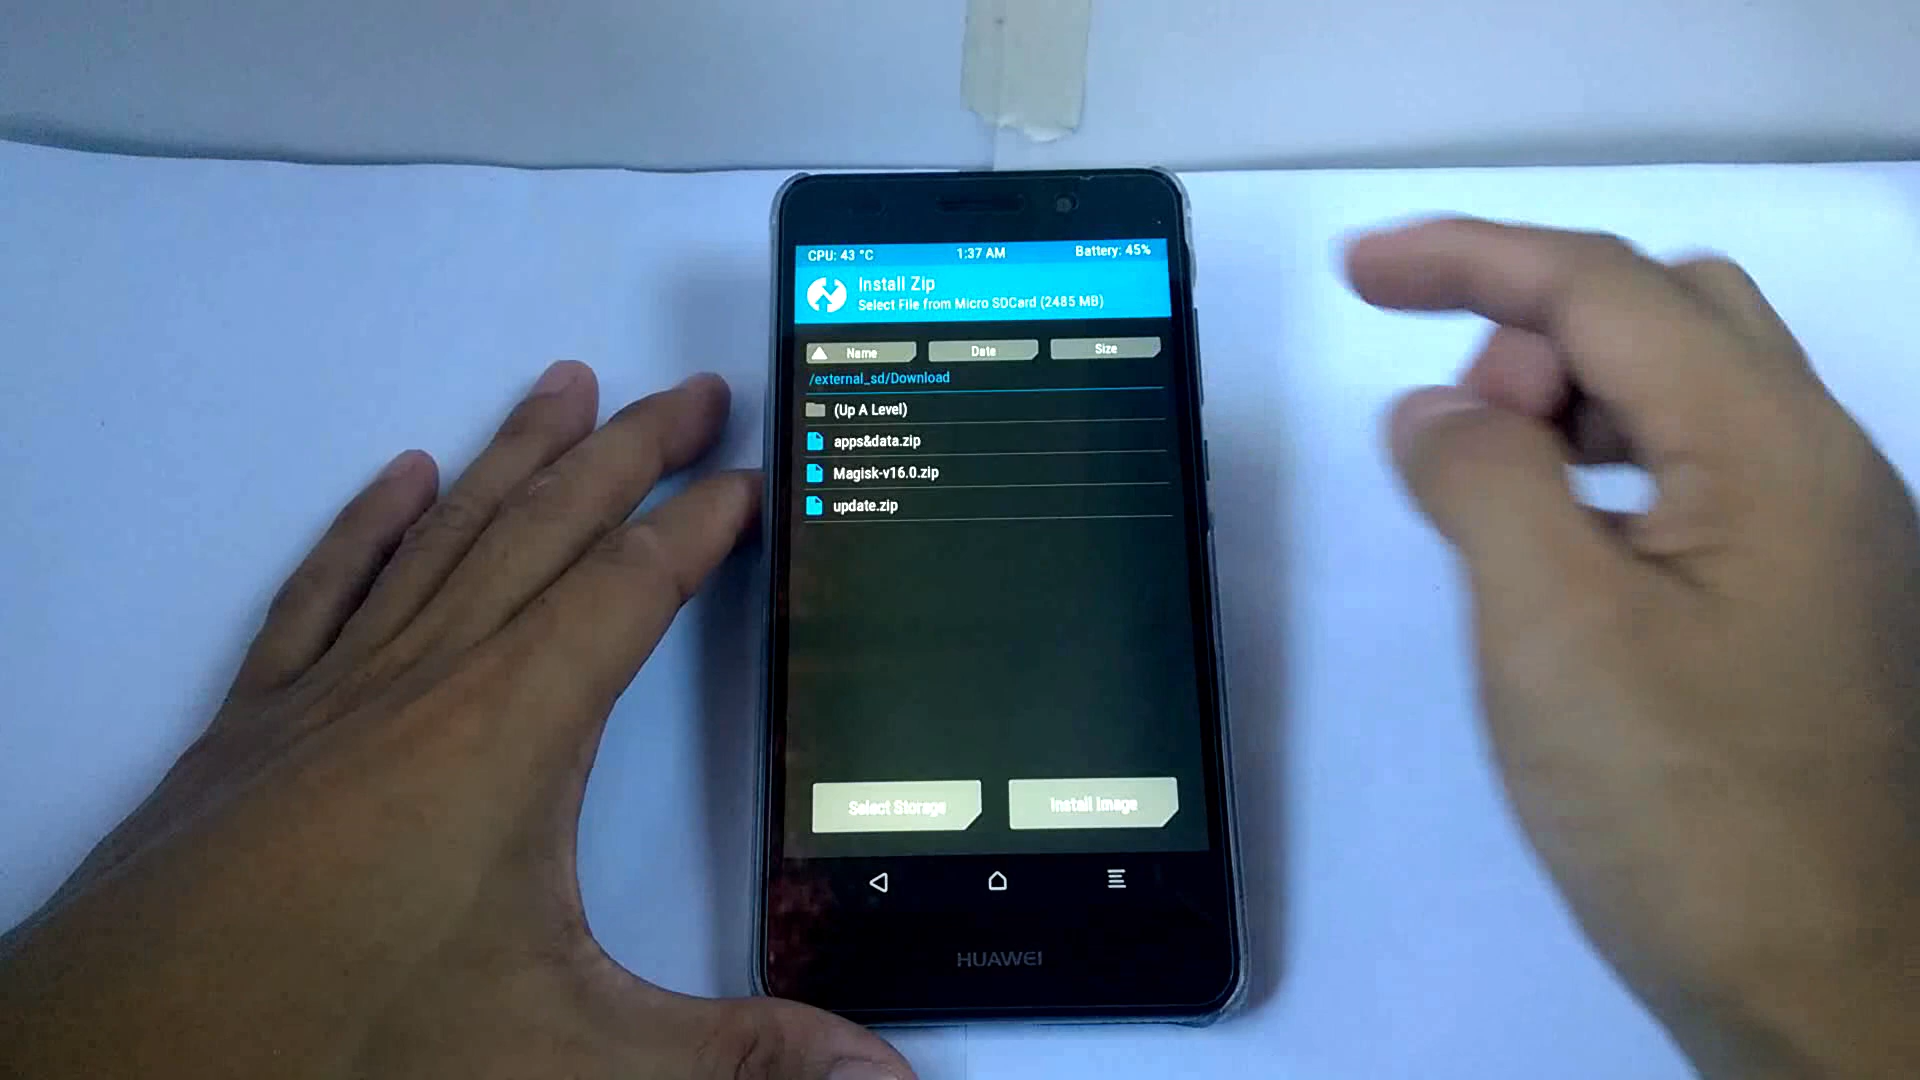 CPU: 43 °C 1:37 AM Battery: 45%
Install Zip
Select File from Micro SDCard (2485 MB)
Name Date Size
/external_sd/Download
(Up A Level)
apps&data.zip
Magisk-v16.0.zip
update.zip
Select Storage Install Image
HUAWEI